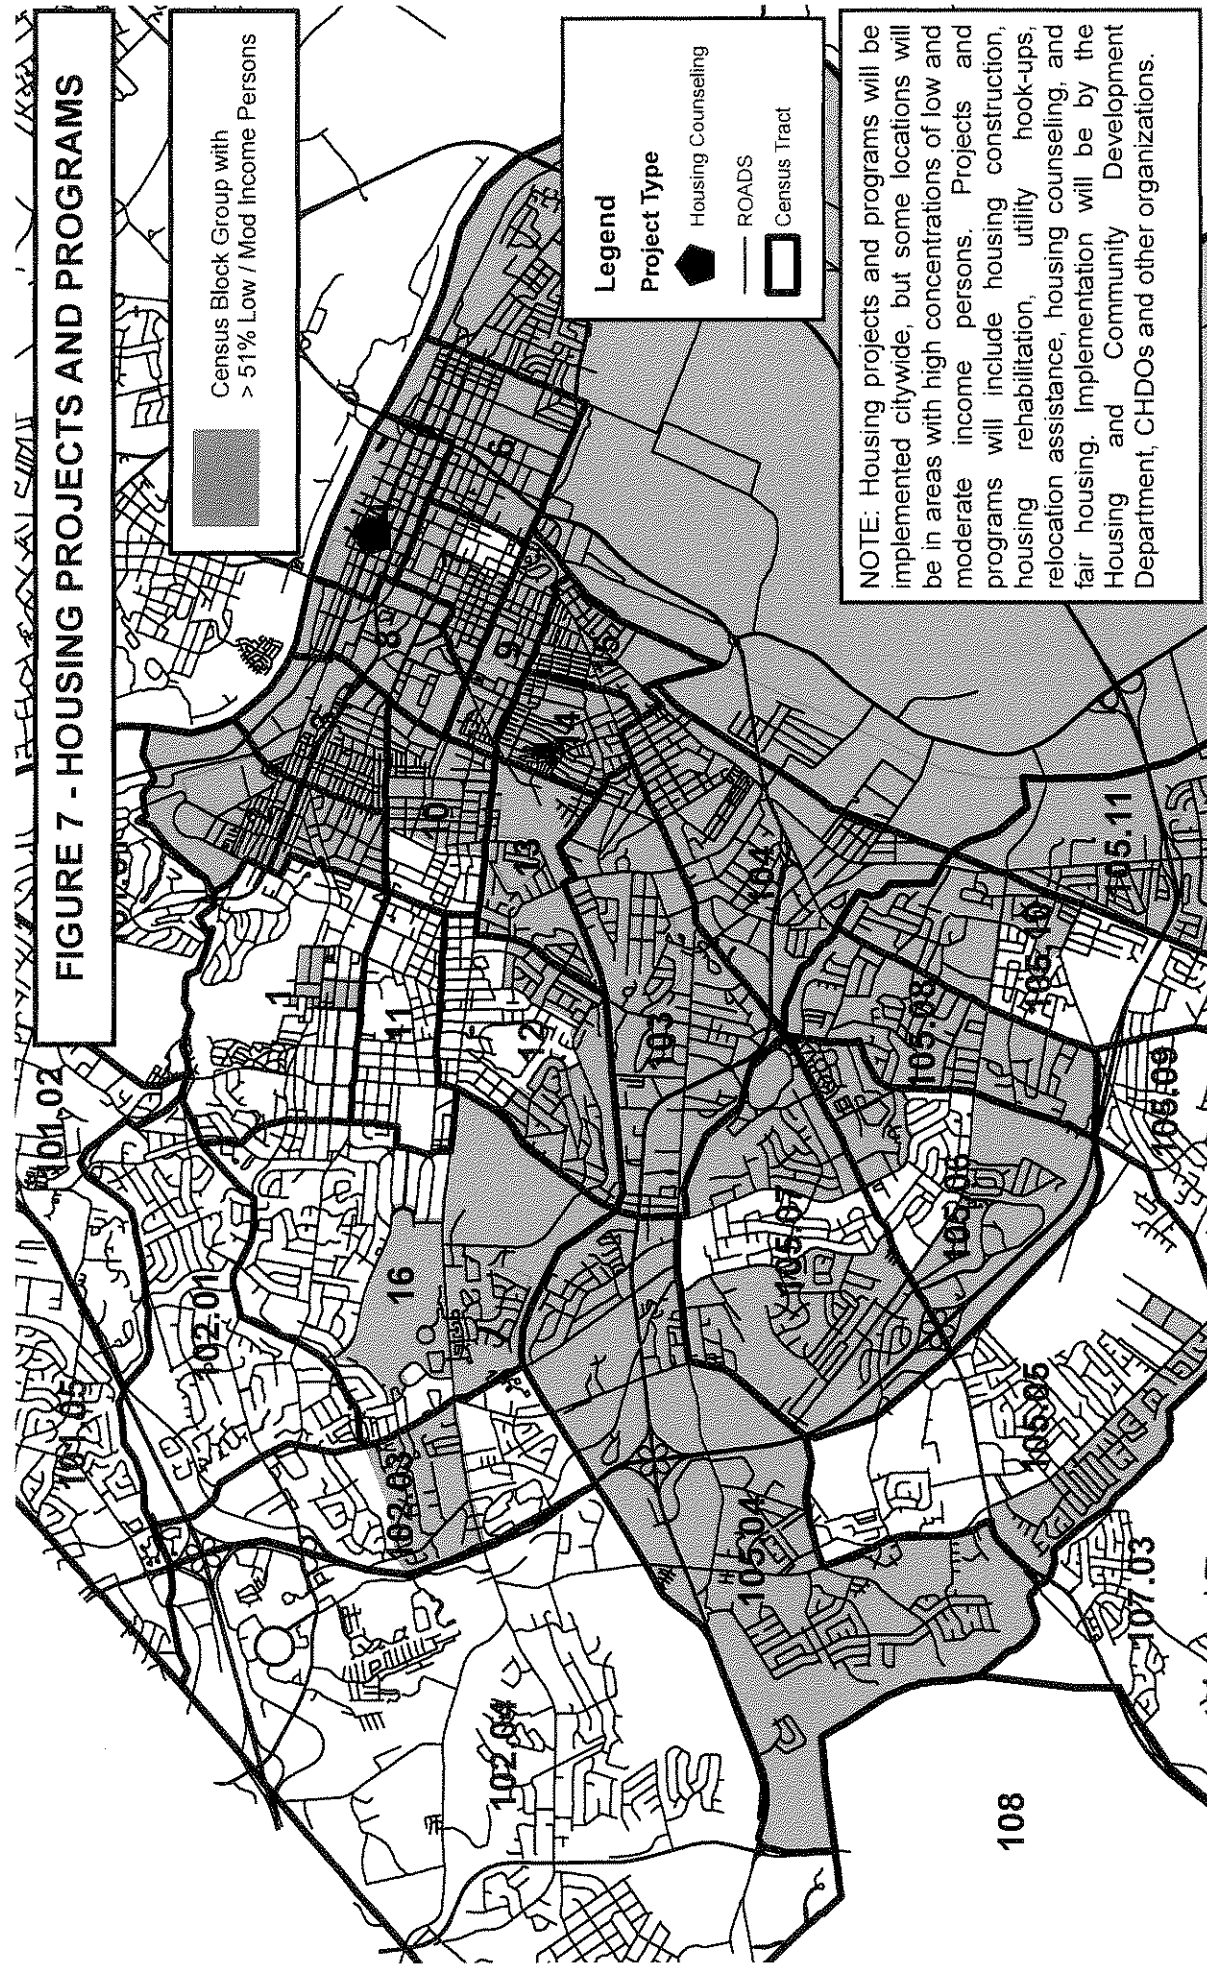 FIGURE 7 - HOUSING PROJECTS AND PROGRAMS
Census Block Group with
> 51% Low / Mod Income Persons
Legend
Project Type
Housing Counseling
ROADS
Census Tract
NOTE: Housing projects and programs will be
implemented citywide, but some locations will
be in areas with high concentrations of low and
moderate income persons. Projects and
programs will include housing construction,
housing rehabilitation, utility hook-ups,
relocation assistance, housing counseling, and
fair housing. Implementation will be by the
Housing and Community Development
Department, CHDOs and other organizations.
101.02
101.05
102.01
102.03
102.04
1
11
12
16
10
13
14
15
8
9
7
6
2
3
103
104
105.04
105.05
105.06
105.07
105.08
105.09
105.10
105.11
107.03
108